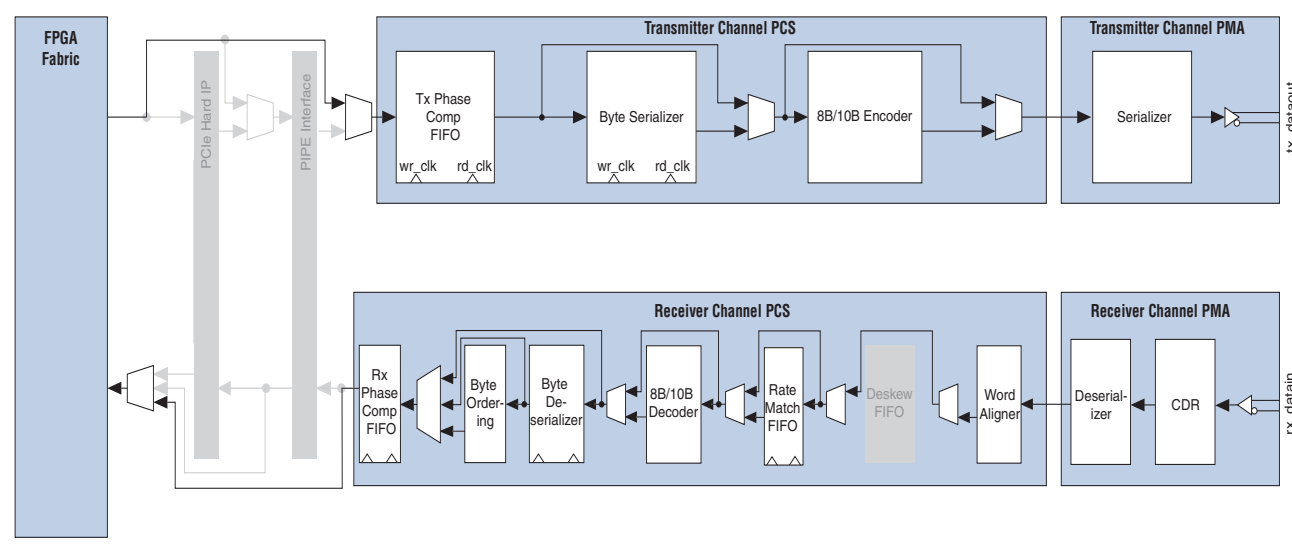 FPGA
Fabric
PCIe Hard IP
PIPE Interface
Transmitter Channel PCS
Tx Phase
Comp
FIFO
wr_clk
rd_clk
Byte Serializer
wr_clk
rd_clk
8B/10B Encoder
Transmitter Channel PMA
Serializer
tx_dataout
Receiver Channel PCS
Rx
Phase
Comp
FIFO
Byte
Order-
ing
Byte
De-
serializer
8B/10B
Decoder
Rate
Match
FIFO
Deskew
FIFO
Word
Aligner
Receiver Channel PMA
Deserial-
izer
CDR
rx_datain